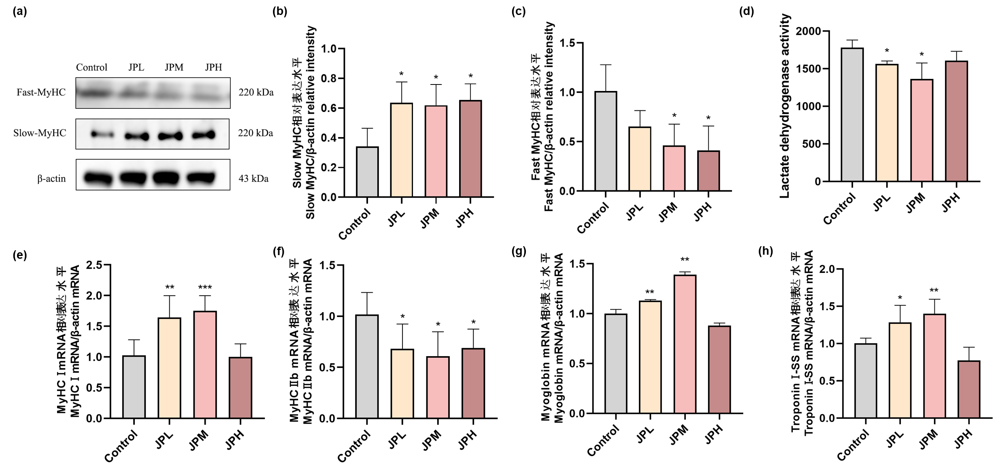 (a)
Control JPL JPM JPH
Fast-MyHC 220 kDa
Slow-MyHC 220 kDa
β-actin 43 kDa
(b)
Slow MyHC相对表达水平
Slow MyHC/β-actin relative intensity
1.0
0.8
0.6
0.4
0.2
0.0
* * *
Control JPL JPM JPH
(c)
Fast MyHC相对表达水平
Fast MyHC/β-actin relative intensity
1.5
1.0
0.5
0.0
* *
Control JPL JPM JPH
(d)
Lactate dehydrogenase activity
2000
1500
1000
500
0
* *
Control JPL JPM JPH
(e)
MyHC Ⅰ mRNA相对表达水平
MyHC Ⅰ mRNA/β-actin mRNA
2.5
2.0
1.5
1.0
0.5
0.0
** ***
Control JPL JPM JPH
(f)
MyHC Ⅱb mRNA相对表达水平
MyHC Ⅱb mRNA/β-actin mRNA
1.5
1.0
0.5
0.0
* * *
Control JPL JPM JPH
(g)
Myoglobin mRNA相对表达水平
Myoglobin mRNA/β-actin mRNA
1.5
1.0
0.5
0.0
** **
Control JPL JPM JPH
(h)
Troponin Ⅰ-SS mRNA相对表达水平
Troponin Ⅰ-SS mRNA/β-actin mRNA
2.0
1.5
1.0
0.5
0.0
* **
Control JPL JPM JPH